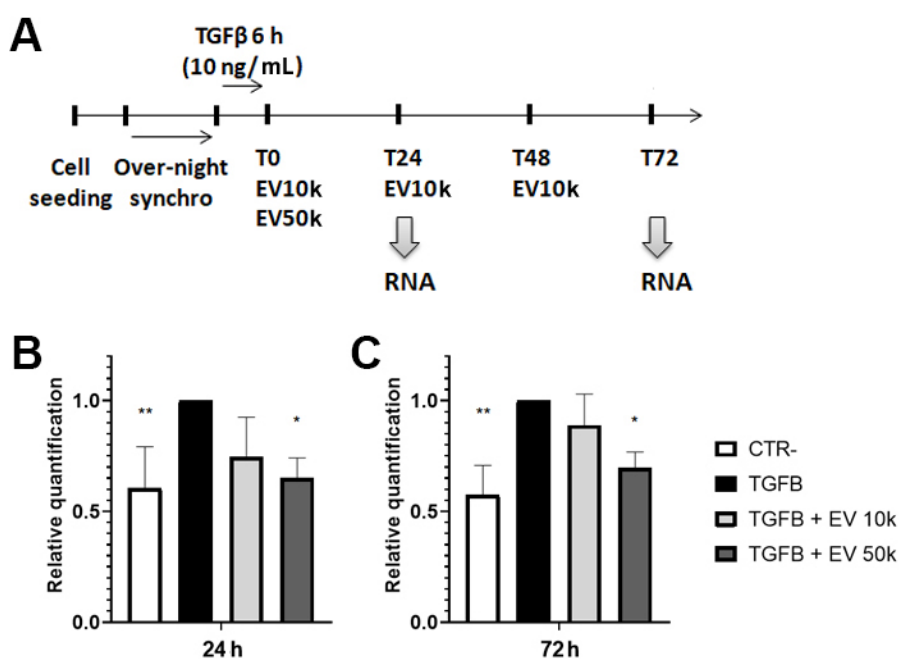 A
TGFβ 6 h
(10 ng/mL)
Cell
seeding
Over-night
synchro
T0
EV10k
EV50k
T24
EV10k
RNA
T48
EV10k
T72
RNA
B
Relative quantification
1.0
0.5
0.0
**
*
24 h
C
Relative quantification
1.0
0.5
0.0
**
*
72 h
CTR-
TGFB
TGFB + EV 10k
TGFB + EV 50k